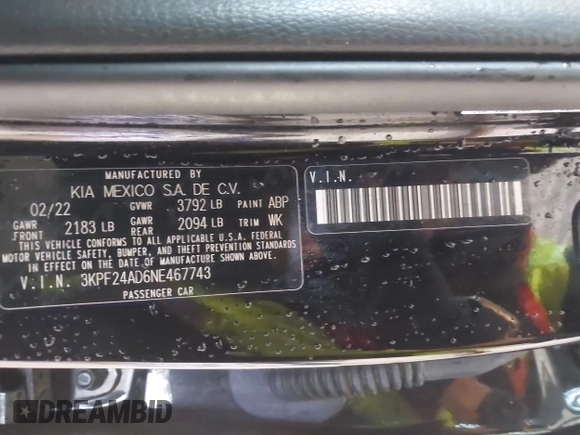 MANUFACTURED BY
KIA MEXICO S.A. DE C.V.
02/22 GVWR 3792 LB PAINT ABP
GAWR FRONT 2183 LB GAWR REAR 2094 LB TRIM WK
THIS VEHICLE CONFORMS TO ALL APPLICABLE U.S.A. FEDERAL
MOTOR VEHICLE SAFETY, BUMPER, AND THEFT PREVENTION STANDARDS
IN EFFECT ON THE DATE OF MANUFACTURE SHOWN ABOVE.
V.I.N. 3KPF24AD6NE467743
PASSENGER CAR
V.I.N.
DREAMBID